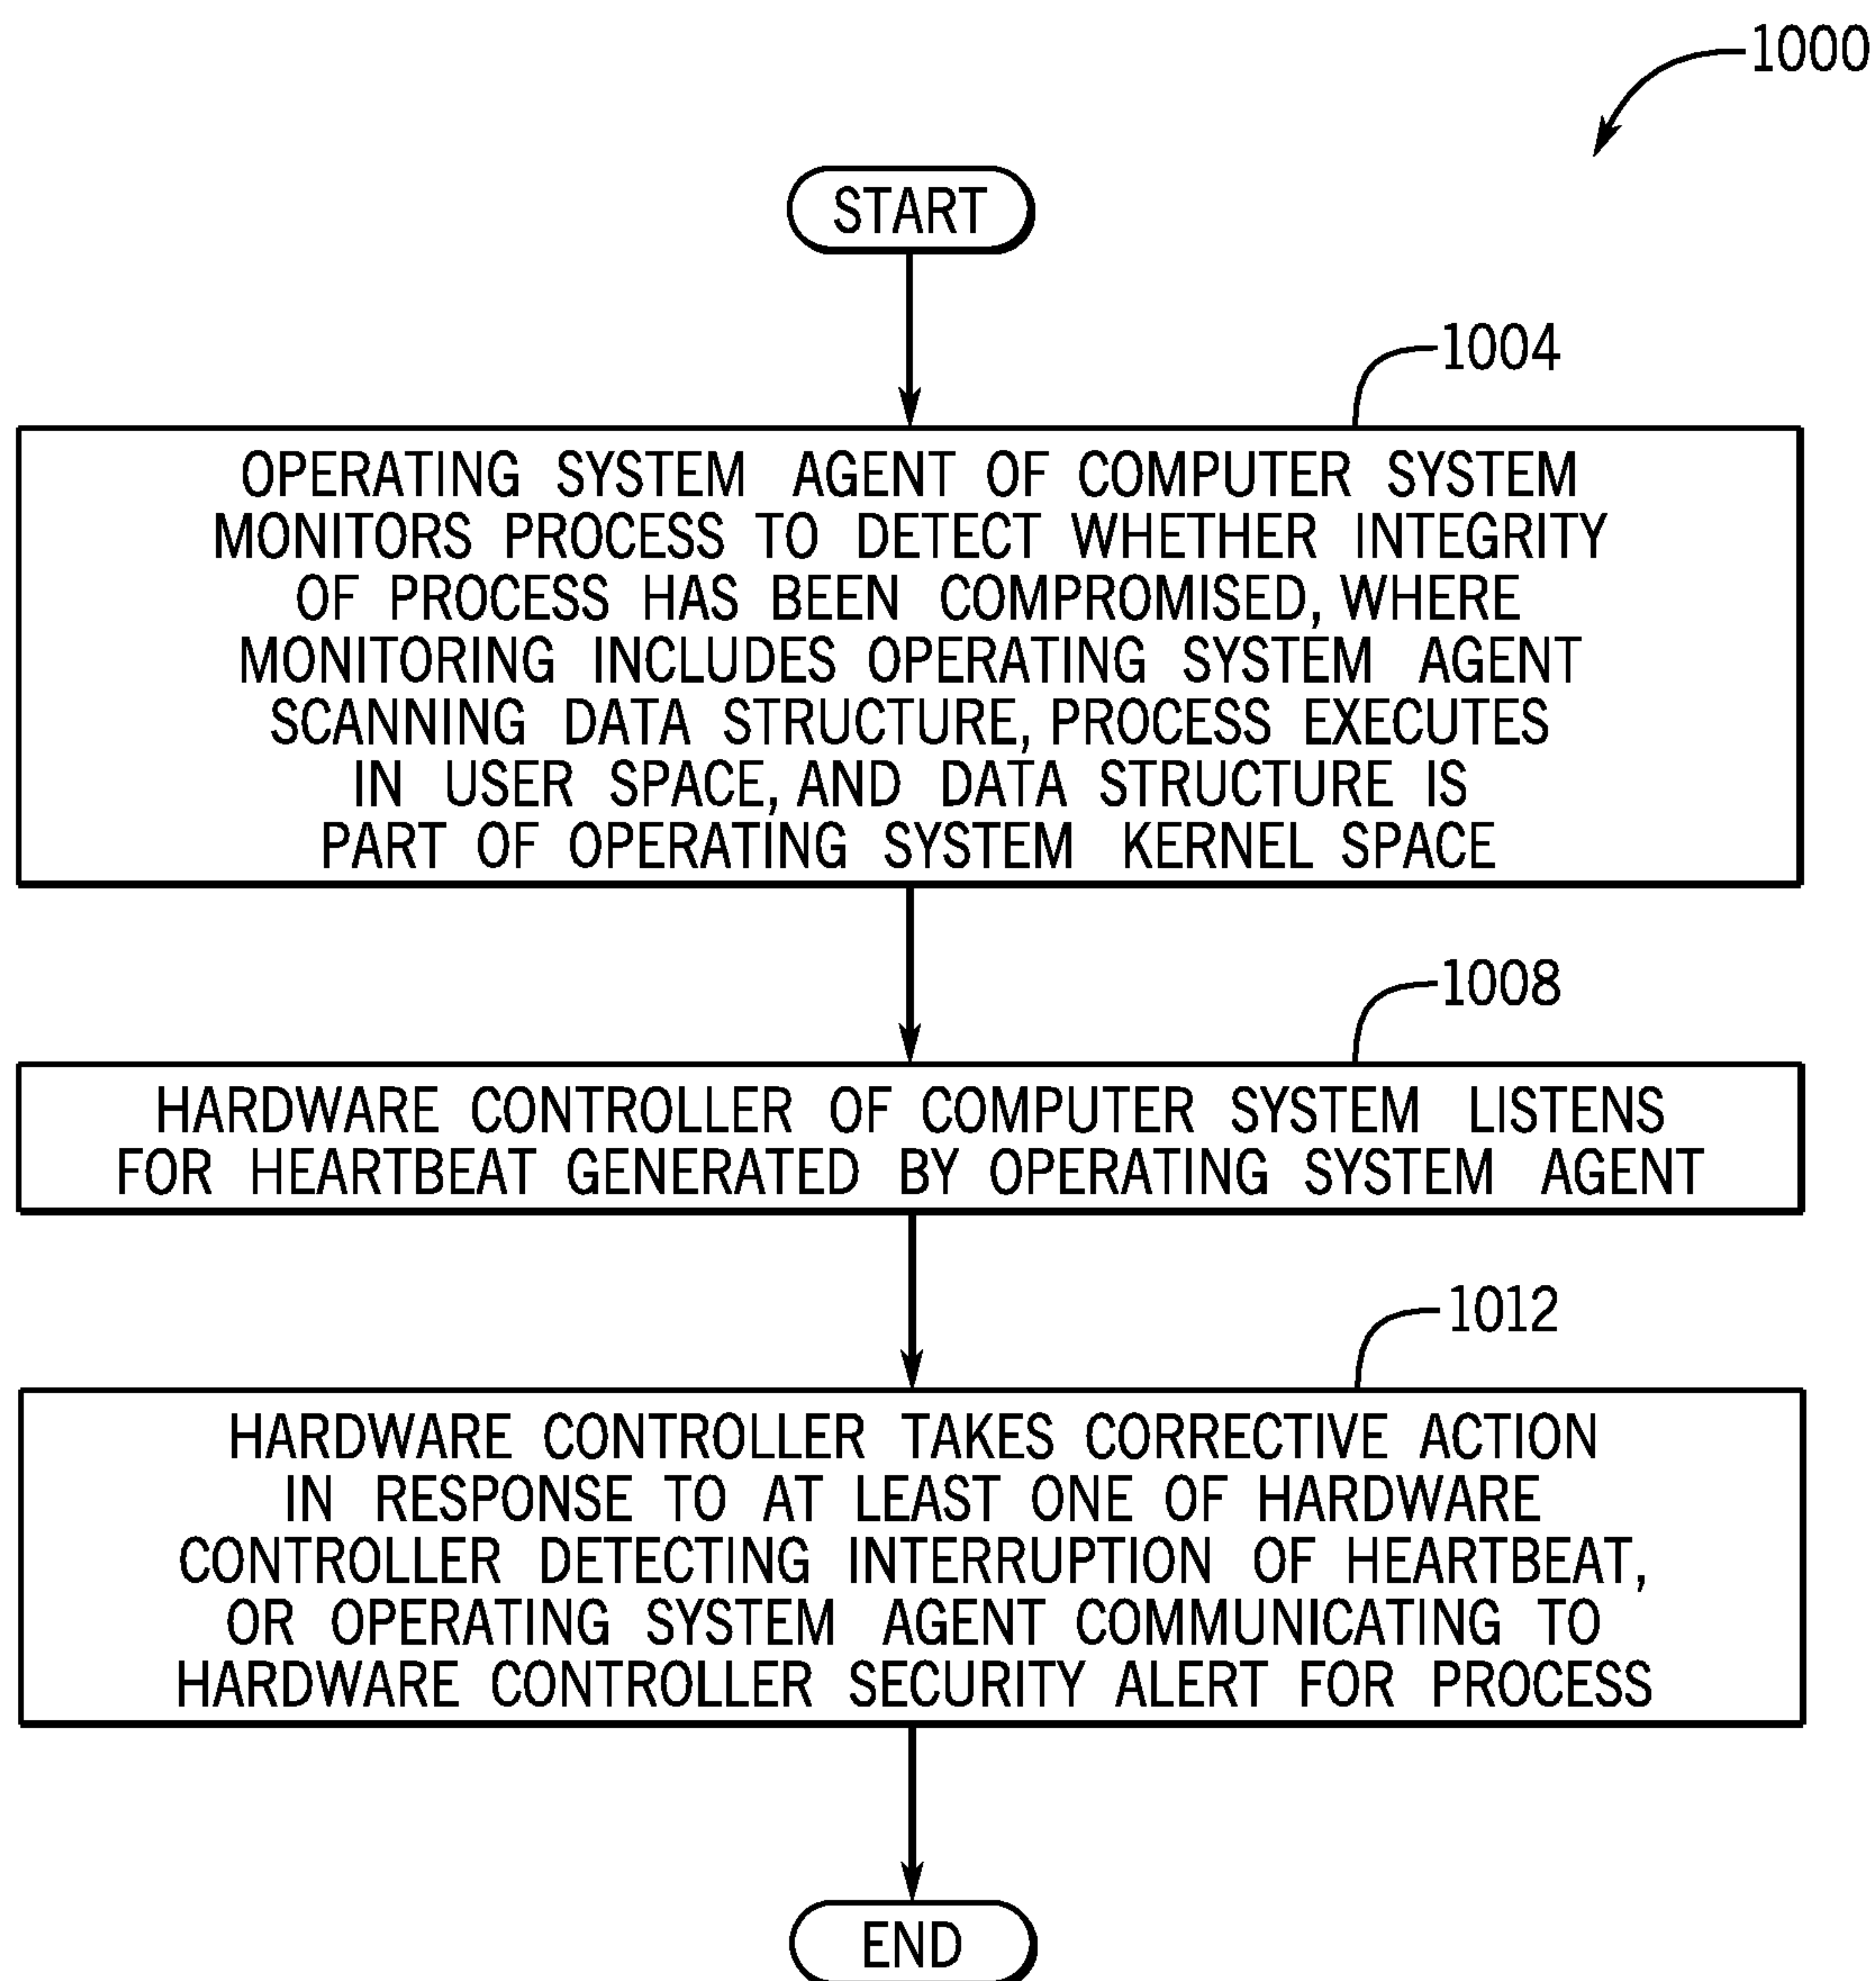 1000
START
1004
OPERATING SYSTEM AGENT OF COMPUTER SYSTEM
MONITORS PROCESS TO DETECT WHETHER INTEGRITY
OF PROCESS HAS BEEN COMPROMISED, WHERE
MONITORING INCLUDES OPERATING SYSTEM AGENT
SCANNING DATA STRUCTURE, PROCESS EXECUTES
IN USER SPACE, AND DATA STRUCTURE IS
PART OF OPERATING SYSTEM KERNEL SPACE
1008
HARDWARE CONTROLLER OF COMPUTER SYSTEM LISTENS
FOR HEARTBEAT GENERATED BY OPERATING SYSTEM AGENT
1012
HARDWARE CONTROLLER TAKES CORRECTIVE ACTION
IN RESPONSE TO AT LEAST ONE OF HARDWARE
CONTROLLER DETECTING INTERRUPTION OF HEARTBEAT,
OR OPERATING SYSTEM AGENT COMMUNICATING TO
HARDWARE CONTROLLER SECURITY ALERT FOR PROCESS
END